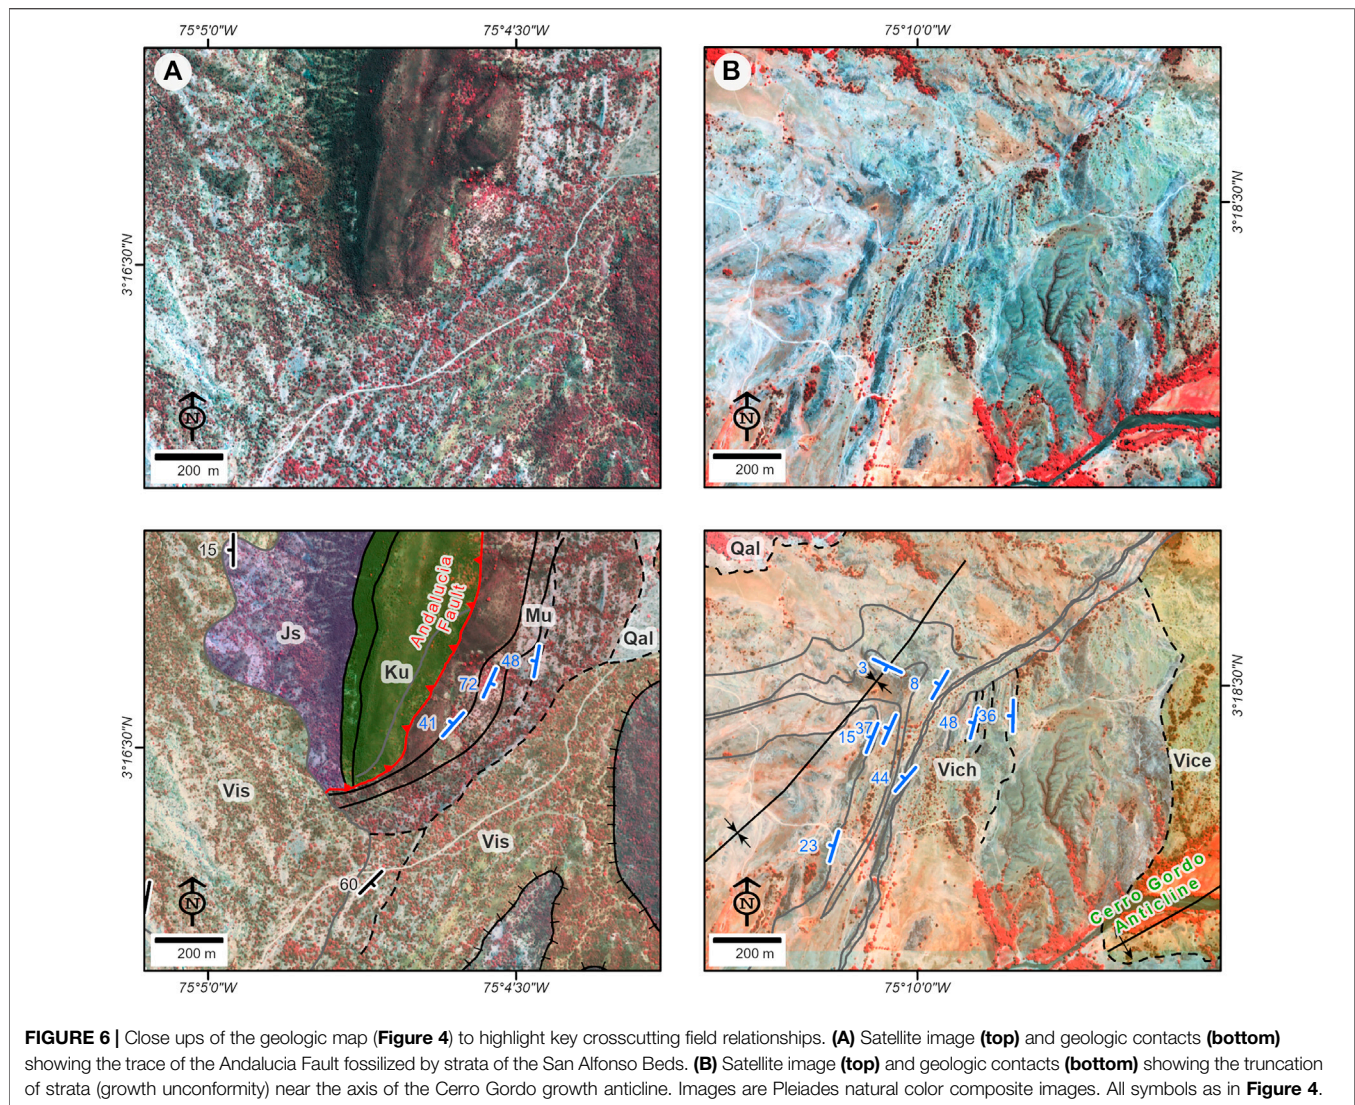 75°5'0"W
75°4'30"W
75°10'0"W
A
B
3°16'30"N
3°18'30"N
N
200 m
N
200 m
15
Js
Ku
Andalucia
Fault
Mu
Qal
48
72
41
Vis
Vis
60
3°16'30"N
N
200 m
Qal
3
8
37
15
48
36
44
23
Vich
Vice
Cerro Gordo
Anticline
3°18'30"N
N
200 m
75°5'0"W
75°4'30"W
75°10'0"W
FIGURE 6 | Close ups of the geologic map (Figure 4) to highlight key crosscutting field relationships. (A) Satellite image (top) and geologic contacts (bottom)
showing the trace of the Andalucia Fault fossilized by strata of the San Alfonso Beds. (B) Satellite image (top) and geologic contacts (bottom) showing the truncation
of strata (growth unconformity) near the axis of the Cerro Gordo growth anticline. Images are Pleiades natural color composite images. All symbols as in Figure 4.